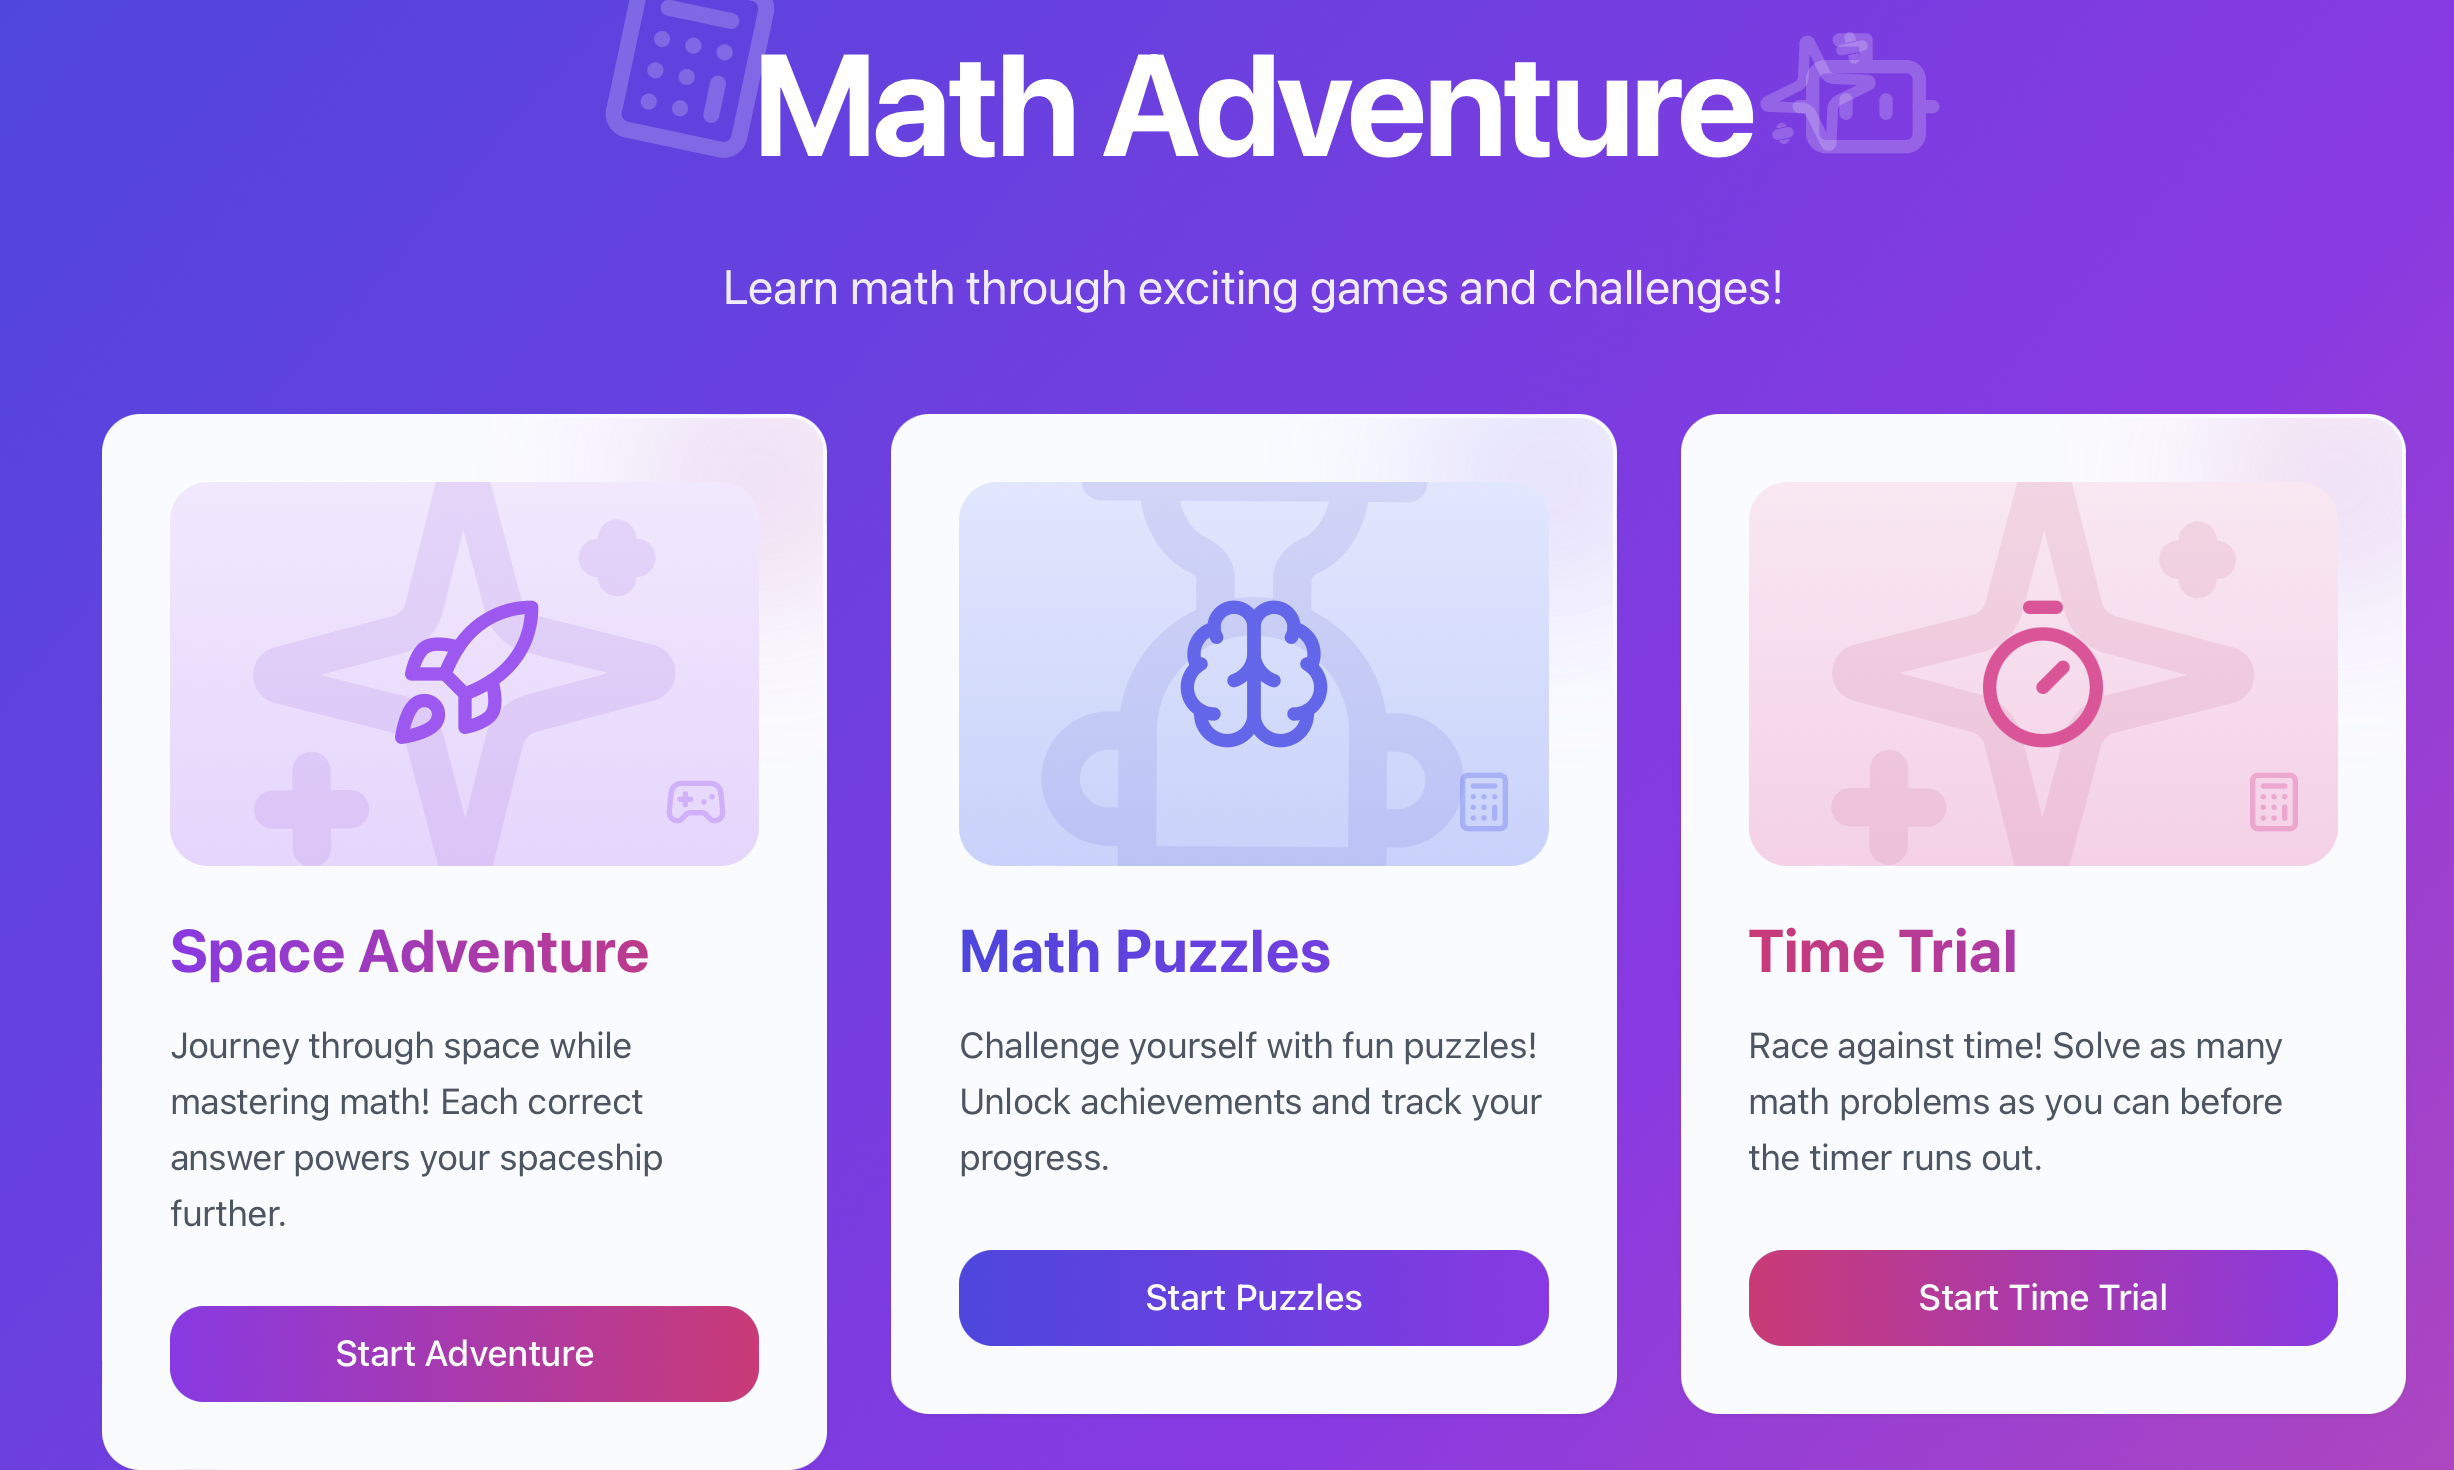 Math Adventure
Learn math through exciting games and challenges!
Space Adventure
Journey through space while
mastering math! Each correct
answer powers your spaceship
further.
Start Adventure
Math Puzzles
Challenge yourself with fun puzzles!
Unlock achievements and track your
progress.
Start Puzzles
Time Trial
Race against time! Solve as many
math problems as you can before
the timer runs out.
Start Time Trial